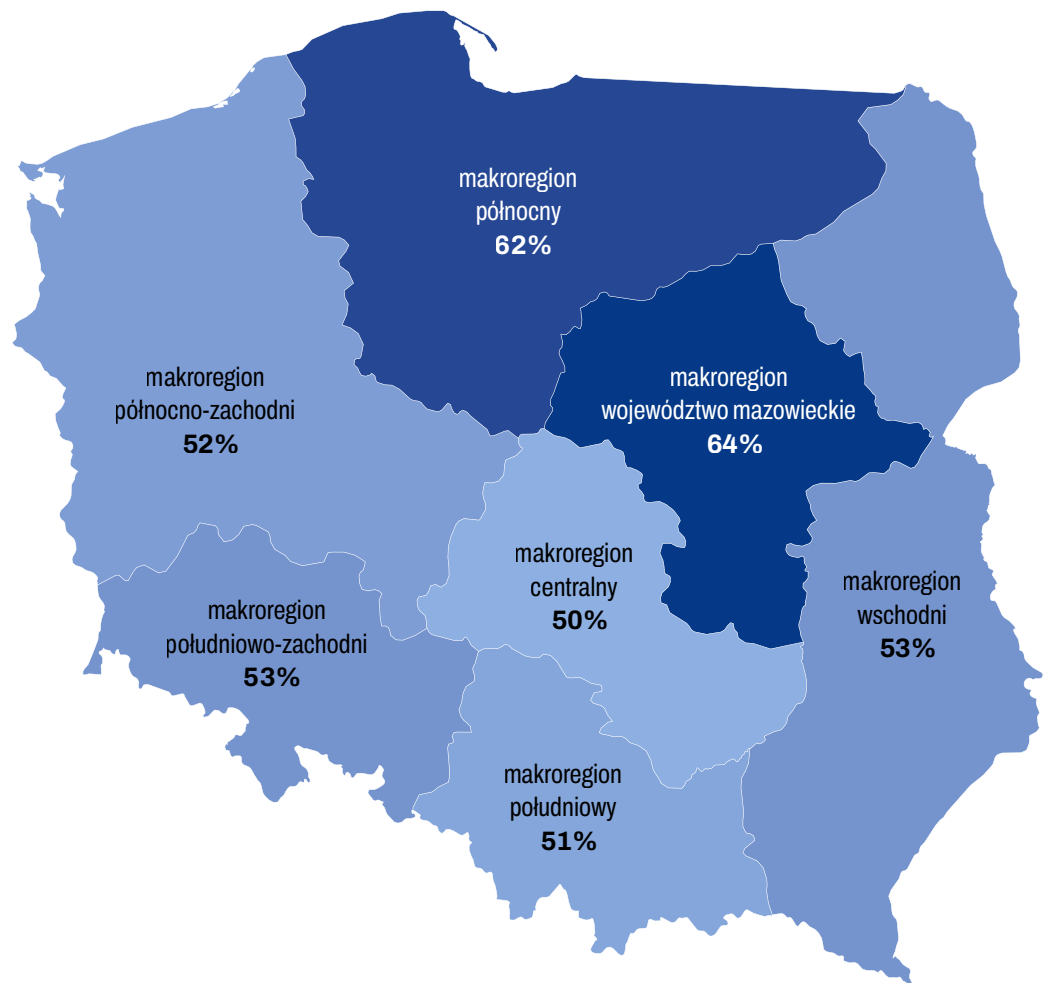 makroregion
północny
62%
makroregion
północno-zachodni
52%
makroregion
województwo mazowieckie
64%
makroregion
centralny
50%
makroregion
wschodni
53%
makroregion
południowo-zachodni
53%
makroregion
południowy
51%